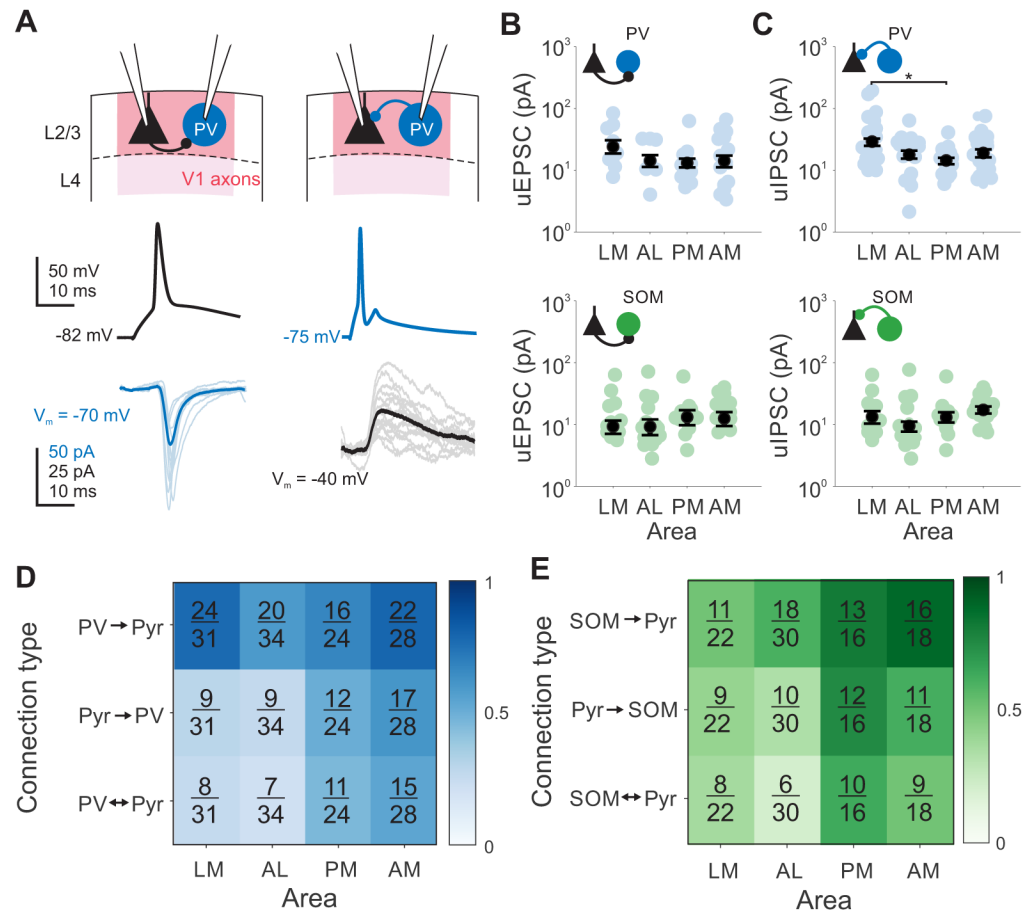 A
PV
PV
L2/3
L4
V1 axons
50 mV
10 ms
-82 mV
-75 mV
Vm = -70 mV
50 pA
25 pA
10 ms
Vm = -40 mV
B
PV
10³
10²
10¹
10⁰
uEPSC (pA)
LM AL PM AM
SOM
10³
10²
10¹
10⁰
uEPSC (pA)
LM AL PM AM
Area
C
PV
*
10³
10²
10¹
10⁰
uIPSC (pA)
LM AL PM AM
SOM
10³
10²
10¹
10⁰
uIPSC (pA)
LM AL PM AM
Area
D
Connection type
PV→Pyr 24/31 20/34 16/24 22/28
Pyr→PV 9/31 9/34 12/24 17/28
PV↔Pyr 8/31 7/34 11/24 15/28
LM AL PM AM
Area
1
0.5
0
E
Connection type
SOM→Pyr 11/22 18/30 13/16 16/18
Pyr→SOM 9/22 10/30 12/16 11/18
SOM↔Pyr 8/22 6/30 10/16 9/18
LM AL PM AM
Area
1
0.5
0